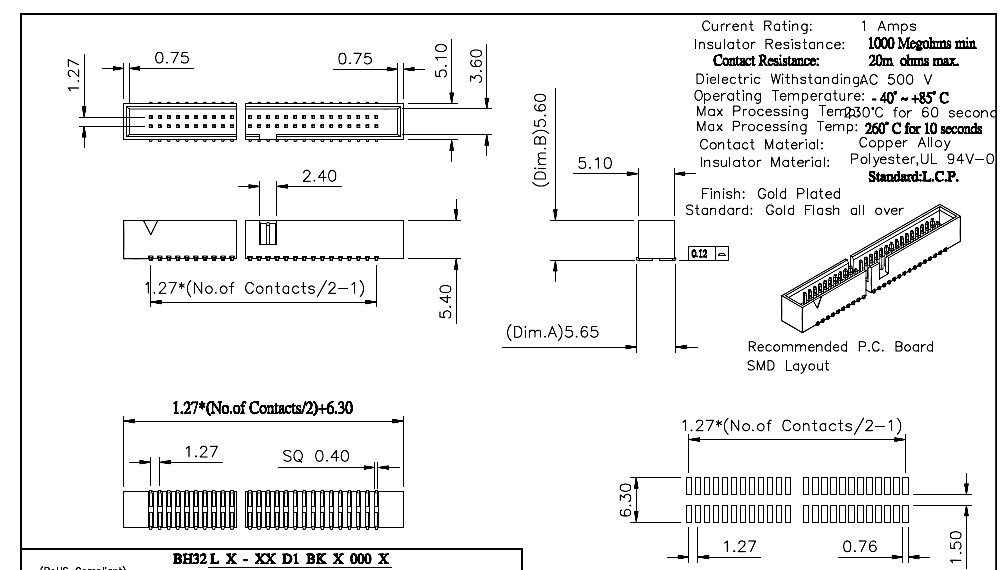 Current Rating: 1 Amps
Insulator Resistance: 1000 Megohms min
Contact Resistance: 20m ohms max.
Dielectric Withstanding AC 500 V
Operating Temperature: - 40° ~ +85° C
Max Processing Temp: 230°C for 60 second
Max Processing Temp: 260° C for 10 seconds
Contact Material: Copper Alloy
Insulator Material: Polyester,UL 94V-0
Standard:L.C.P.
Finish: Gold Plated
Standard: Gold Flash all over
1.27
0.75
0.75
5.10
3.60
2.40
1.27*(No.of Contacts/2-1)
5.40
(Dim.B)5.60
5.10
0.12
(Dim.A)5.65
Recommended P.C. Board
SMD Layout
1.27*(No.of Contacts/2)+6.30
1.27
SQ 0.40
1.27*(No.of Contacts/2-1)
6.30
1.27
0.76
1.50
BH32 L X - XX D1 BK X 000 X
(RoHS Compliant)